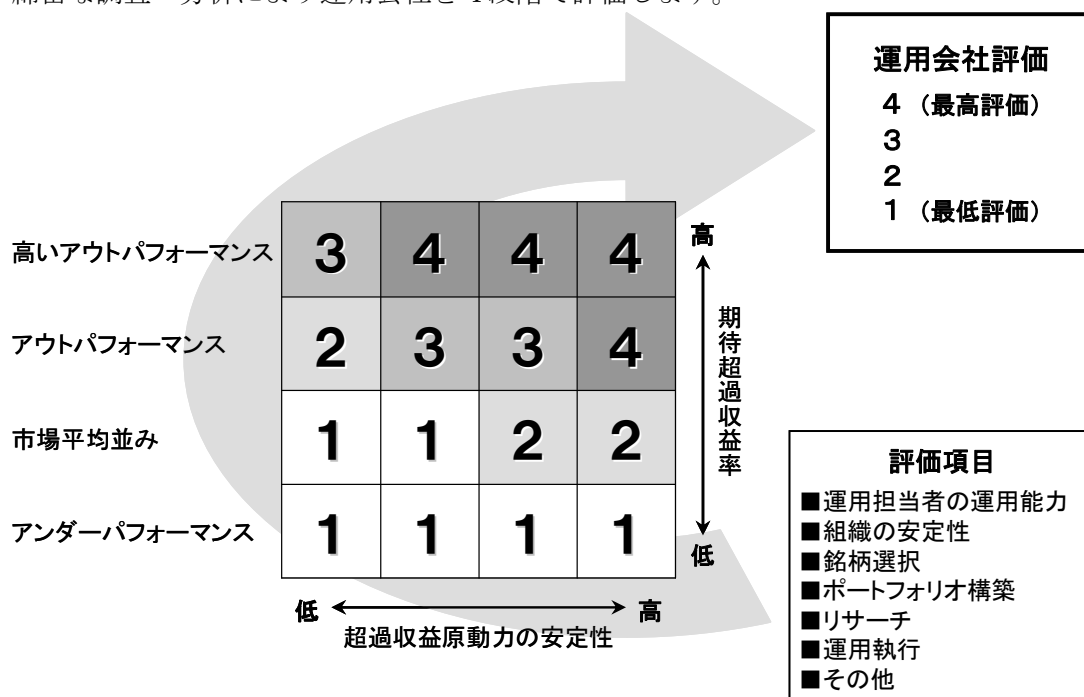 運用会社評価
4 (最高評価)
3
2
1 (最低評価)
高いアウトパフォーマンス 3 4 4 4
アウトパフォーマンス 2 3 3 4
市場平均並み 1 1 2 2
アンダーパフォーマンス 1 1 1 1
高
期待超過収益率
低
低 高
超過収益原動力の安定性
評価項目
■運用担当者の運用能力
■組織の安定性
■銘柄選択
■ポートフォリオ構築
■リサーチ
■運用執行
■その他